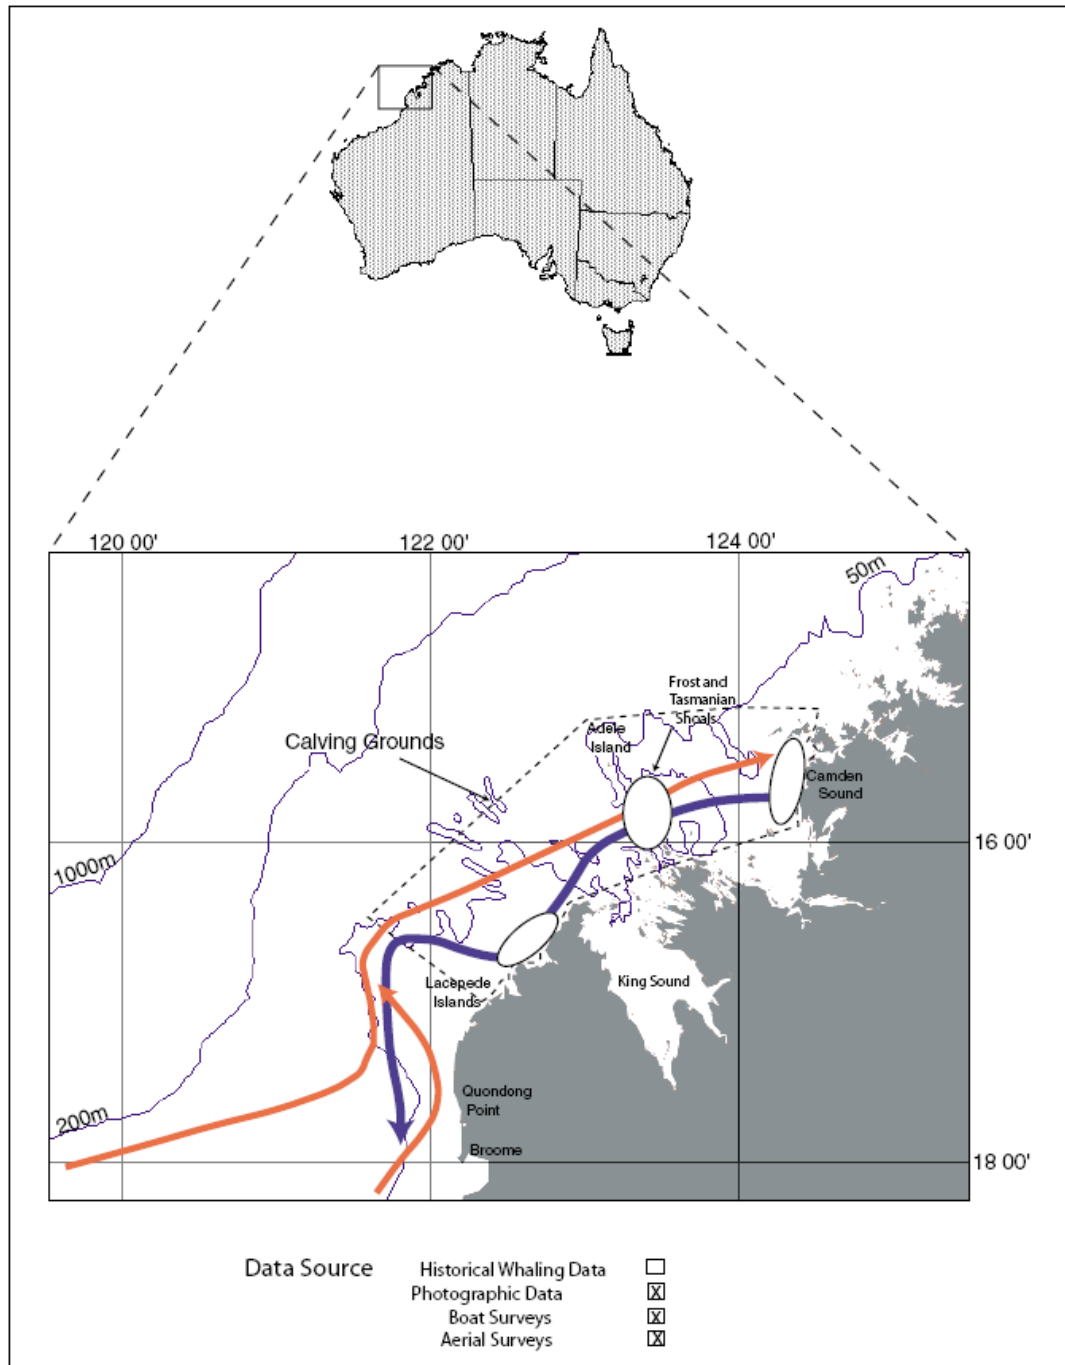 120 00'
122 00'
124 00'
50m
Frost and
Tasmanian
Shoals
Adele
Island
Calving Grounds
Camden
Sound
16 00'
1000m
King Sound
Lacepede
Islands
Quondong
Point
200m
Broome
18 00'
Data Source
Historical Whaling Data
Photographic Data X
Boat Surveys X
Aerial Surveys X